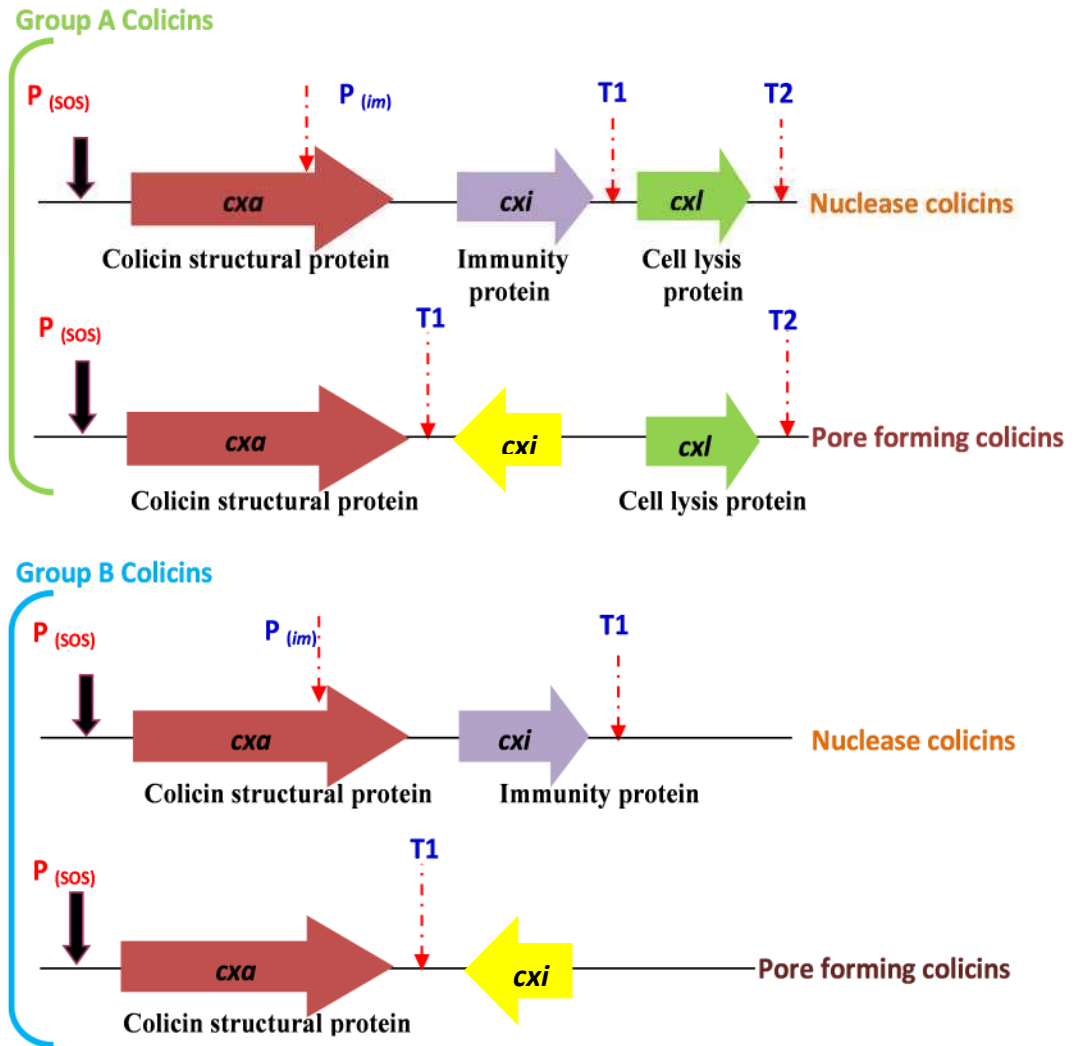 Group A Colicins
P (SOS)
P (im)
T1
T2
cxa
cxi
cxl
Nuclease colicins
Colicin structural protein
Immunity
protein
Cell lysis
protein
P (SOS)
T1
T2
cxa
cxi
cxl
Pore forming colicins
Colicin structural protein
Cell lysis protein
Group B Colicins
P (SOS)
P (im)
T1
cxa
cxi
Nuclease colicins
Colicin structural protein
Immunity protein
P (SOS)
T1
cxa
cxi
Pore forming colicins
Colicin structural protein